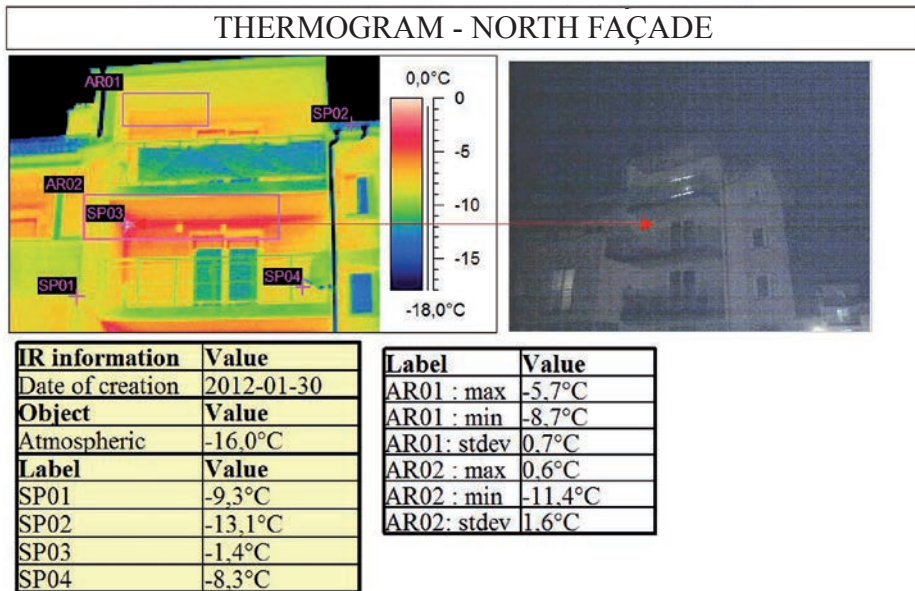 THERMOGRAM - NORTH FAÇADE
AR01
SP02
AR02
SP03
SP01
SP04
0,0°C
0
-5
-10
-15
-18,0°C
IR information Value
Date of creation 2012-01-30
Object Value
Atmospheric -16,0°C
Label Value
SP01 -9,3°C
SP02 -13,1°C
SP03 -1,4°C
SP04 -8,3°C
Label Value
AR01 : max -5,7°C
AR01 : min -8,7°C
AR01: stdev 0,7°C
AR02 : max 0,6°C
AR02 : min -11,4°C
AR02: stdev 1,6°C